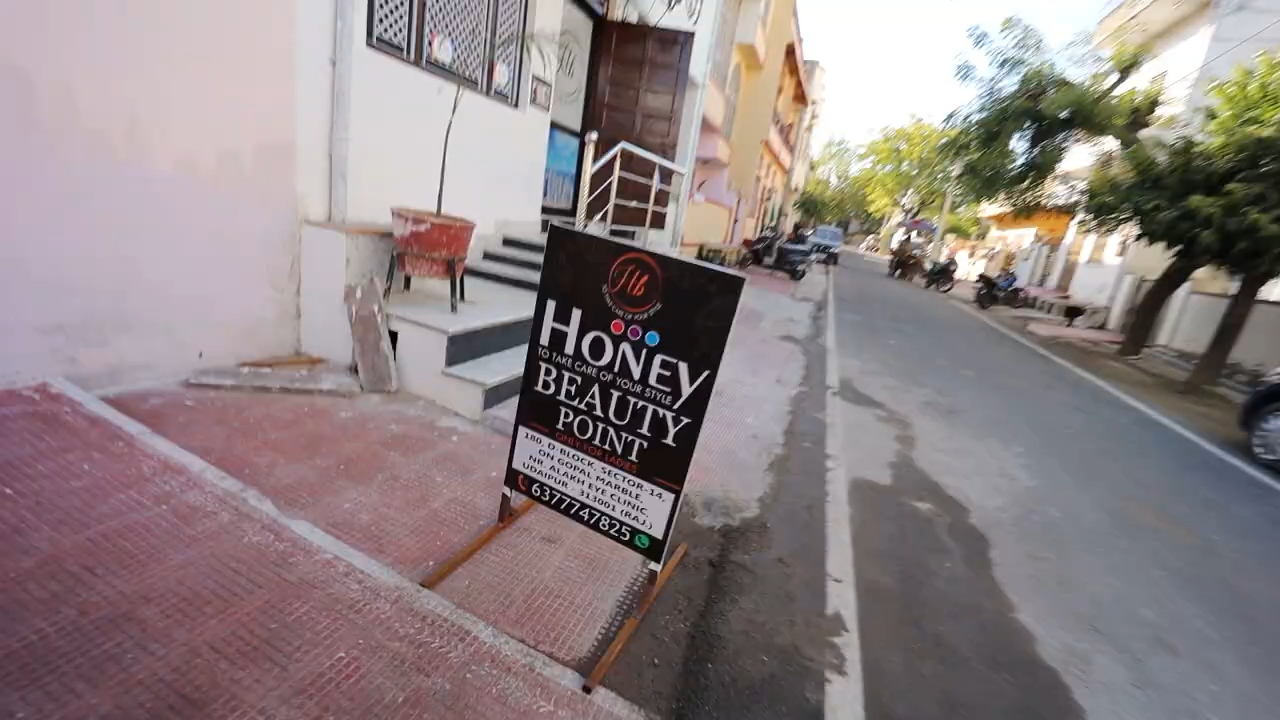 HB
TO TAKE CARE OF YOUR STYLE
HONEY
TO TAKE CARE OF YOUR STYLE
BEAUTY
POINT
ONLY FOR LADIES
180, D-BLOCK, SECTOR-14,
ON GOPAL MARBLE,
NR. ALAKH EYE CLINIC,
UDAIPUR - 313001 (RAJ.)
6377747825